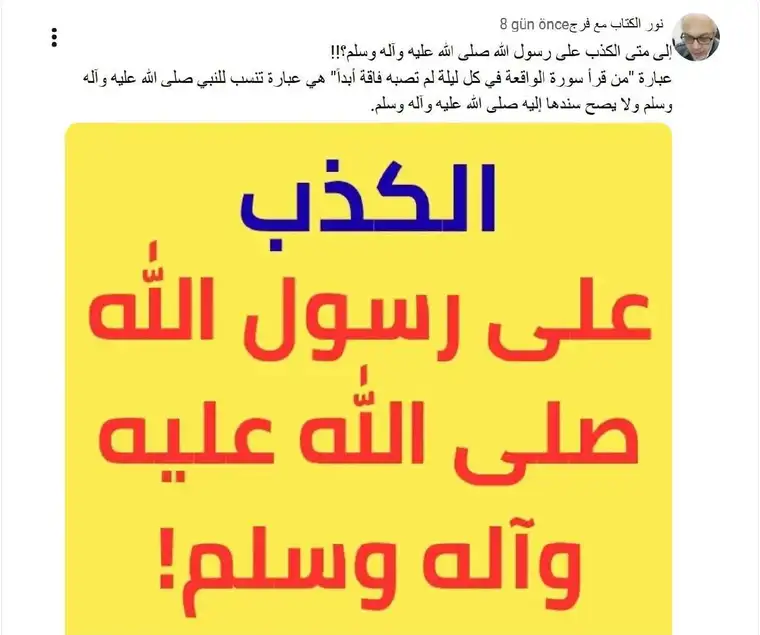 نور الكتاب مع فرج8 gün önce
إلى متى الكذب على رسول الله صلى الله عليه وآله وسلم؟!!
عبارة "من قرأ سورة الواقعة في كل ليلة لم تصبه فاقة أبداً" هي عبارة تنسب للنبي صلى الله عليه وآله
وسلم ولا يصح سندها إليه صلى الله عليه وآله وسلم.
الكذب
على رسول الله
صلى الله عليه
وآله وسلم!